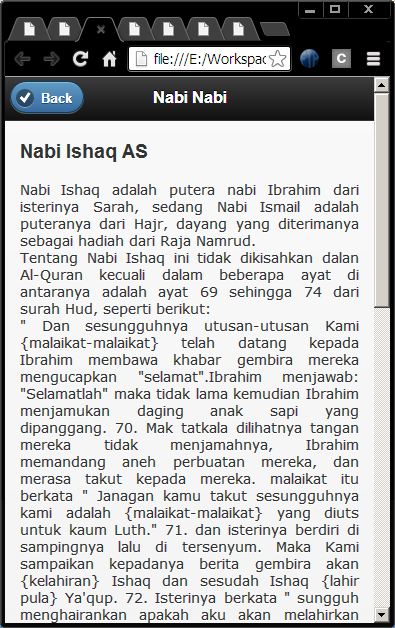 file:///E:/Workspac
C
Back
Nabi Nabi
Nabi Ishaq AS
Nabi Ishaq adalah putera nabi Ibrahim dari
isterinya Sarah, sedang Nabi Ismail adalah
puteranya dari Hajr, dayang yang diterimanya
sebagai hadiah dari Raja Namrud.
Tentang Nabi Ishaq ini tidak dikisahkan dalan
Al-Quran kecuali dalam beberapa ayat di
antaranya adalah ayat 69 sehingga 74 dari
surah Hud, seperti berikut:
" Dan sesungguhnya utusan-utusan Kami
{malaikat-malaikat} telah datang kepada
Ibrahim membawa khabar gembira mereka
mengucapkan "selamat".Ibrahim menjawab:
"Selamatlah" maka tidak lama kemudian Ibrahim
menjamukan daging anak sapi yang
dipanggang. 70. Mak tatkala dilihatnya tangan
mereka tidak menjamahnya, Ibrahim
memandang aneh perbuatan mereka, dan
merasa takut kepada mereka. malaikat itu
berkata " Janagan kamu takut sesungguhnya
kami adalah {malaikat-malaikat} yang diuts
untuk kaum Luth." 71. dan isterinya berdiri di
sampingnya lalu di tersenyum. Maka Kami
sampaikan kepadanya berita gembira akan
{kelahiran} Ishaq dan sesudah Ishaq {lahir
pula} Ya'qup. 72. Isterinya berkata " sungguh
menghairankan apakah aku akan melahirkan